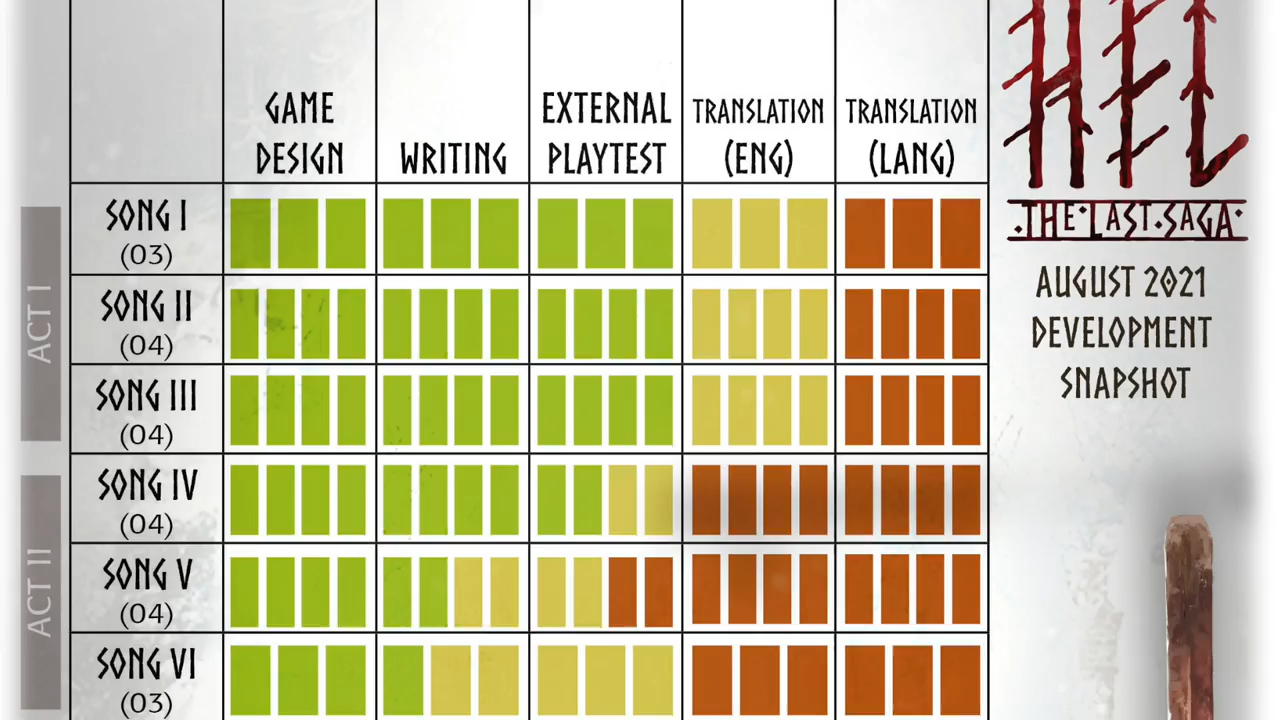 GAME
DESIGN
WRITING
EXTERNAL
PLAYTEST
TRANSLATION
(ENG)
TRANSLATION
(LANG)
HEL
·THE·LAST·SAGA·
AUGUST 2021
DEVELOPMENT
SNAPSHOT
ACT I
SONG I
(03)
SONG II
(04)
SONG III
(04)
ACT II
SONG IV
(04)
SONG V
(04)
SONG VI
(03)